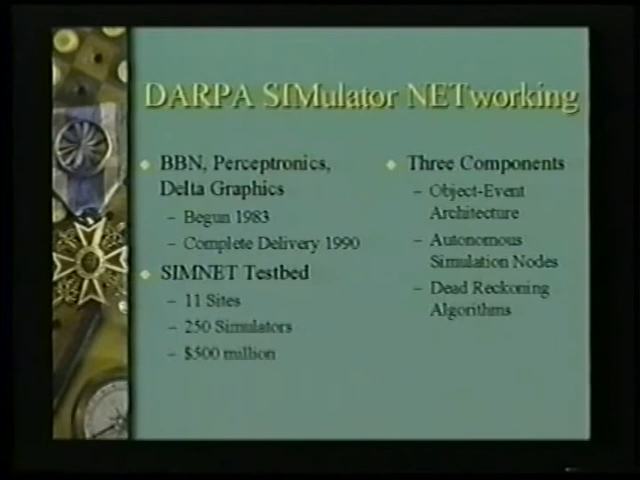 DARPA SIMulator NETworking
BBN, Perceptronics,
Delta Graphics
– Begun 1983
– Complete Delivery 1990
SIMNET Testbed
– 11 Sites
– 250 Simulators
– $500 million
Three Components
– Object-Event
Architecture
– Autonomous
Simulation Nodes
– Dead Reckoning
Algorithms